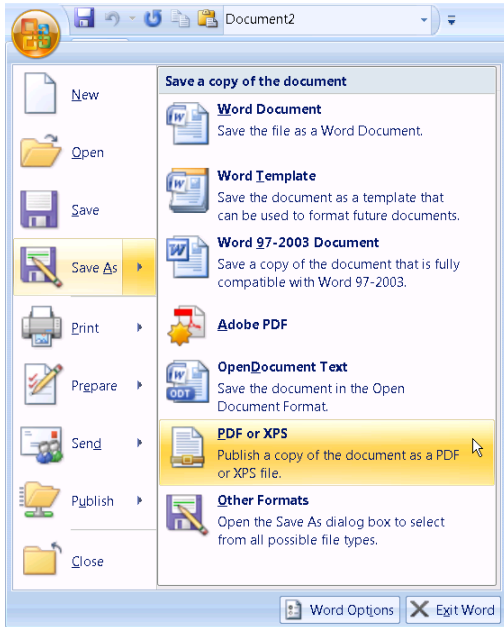 Document2
New
Open
Save
Save As
Print
Prepare
Send
Publish
Close
Save a copy of the document
Word Document
Save the file as a Word Document.
Word Template
Save the document as a template that
can be used to format future documents.
Word 97-2003 Document
Save a copy of the document that is fully
compatible with Word 97-2003.
Adobe PDF
OpenDocument Text
Save the document in the Open
Document Format.
ODT
PDF or XPS
Publish a copy of the document as a PDF
or XPS file.
Other Formats
Open the Save As dialog box to select
from all possible file types.
Word Options
Exit Word